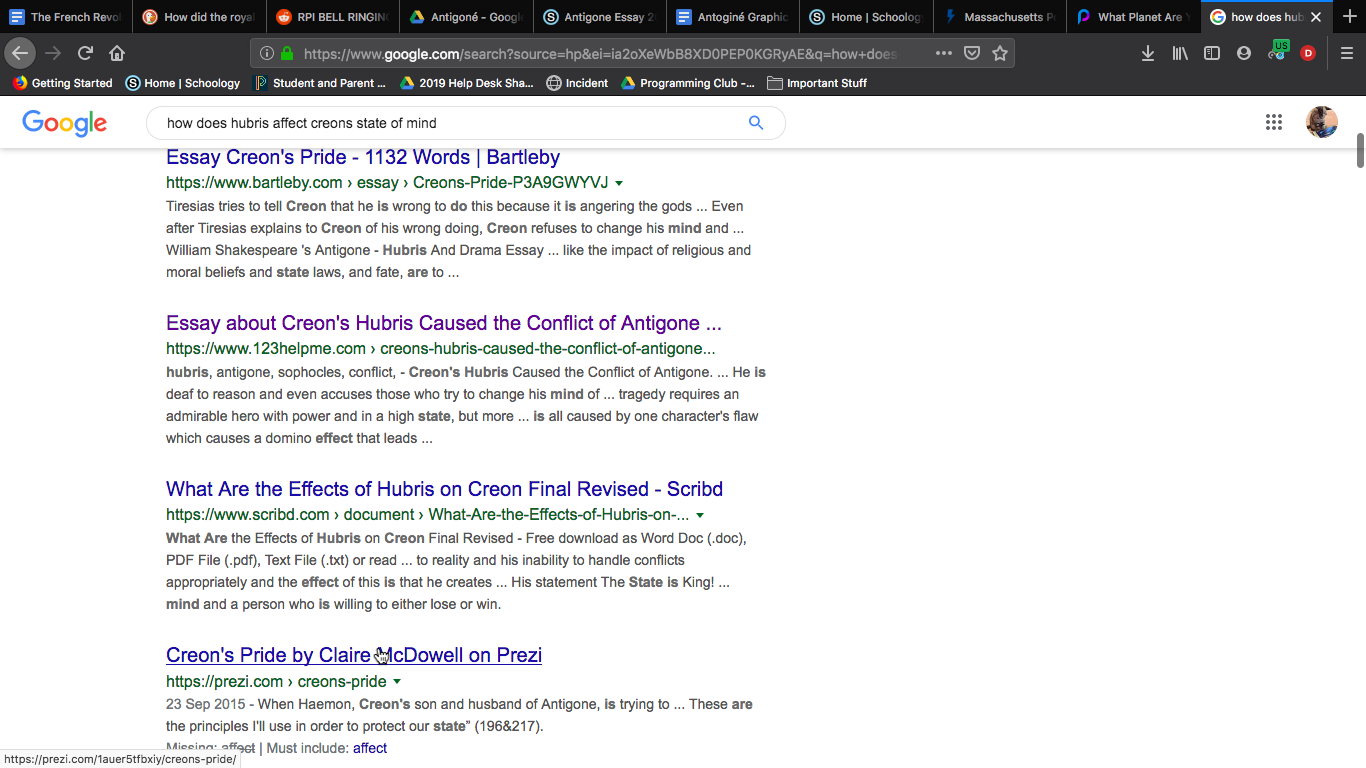 The French Revol
How did the royal
RPI BELL RINGING
Antigoné - Google
Antigone Essay 2
Antoginé Graphic
Home | Schoology
Massachusetts P
What Planet Are Y
how does hub
https://www.google.com/search?source=hp&ei=ia2oXeWbB8XD0PEP0KGRyAE&q=how+does
US
D
Getting Started
Home | Schoology
Student and Parent ...
2019 Help Desk Sha...
Incident
Programming Club -...
Important Stuff
Google
how does hubris affect creons state of mind
Essay Creon's Pride - 1132 Words | Bartleby
https://www.bartleby.com › essay › Creons-Pride-P3A9GWYVJ
Tiresias tries to tell Creon that he is wrong to do this because it is angering the gods ... Even
after Tiresias explains to Creon of his wrong doing, Creon refuses to change his mind and ...
William Shakespeare 's Antigone - Hubris And Drama Essay ... like the impact of religious and
moral beliefs and state laws, and fate, are to ...
Essay about Creon's Hubris Caused the Conflict of Antigone ...
https://www.123helpme.com › creons-hubris-caused-the-conflict-of-antigone...
hubris, antigone, sophocles, conflict, - Creon's Hubris Caused the Conflict of Antigone. ... He is
deaf to reason and even accuses those who try to change his mind of ... tragedy requires an
admirable hero with power and in a high state, but more ... is all caused by one character's flaw
which causes a domino effect that leads ...
What Are the Effects of Hubris on Creon Final Revised - Scribd
https://www.scribd.com › document › What-Are-the-Effects-of-Hubris-on-...
What Are the Effects of Hubris on Creon Final Revised - Free download as Word Doc (.doc),
PDF File (.pdf), Text File (.txt) or read ... to reality and his inability to handle conflicts
appropriately and the effect of this is that he creates ... His statement The State is King! ...
mind and a person who is willing to either lose or win.
Creon's Pride by Claire McDowell on Prezi
https://prezi.com › creons-pride
23 Sep 2015 - When Haemon, Creon's son and husband of Antigone, is trying to ... These are
the principles I'll use in order to protect our state” (196&217).
Missing: affect | Must include: affect
https://prezi.com/1auer5tfbxiy/creons-pride/